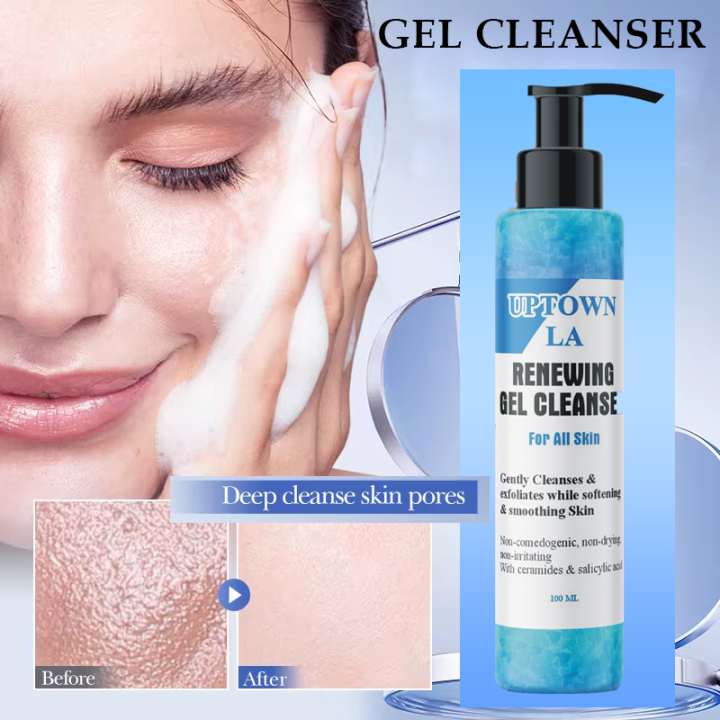 GEL CLEANSER
UPTOWN
LA
RENEWING
GEL CLEANSE
For All Skin
Gently Cleanses &
exfoliates while softening
& smoothing Skin
Non-comedogenic, non-drying,
non-irritating
With ceramides & salicylic acid
100 ML
Deep cleanse skin pores
Before
After